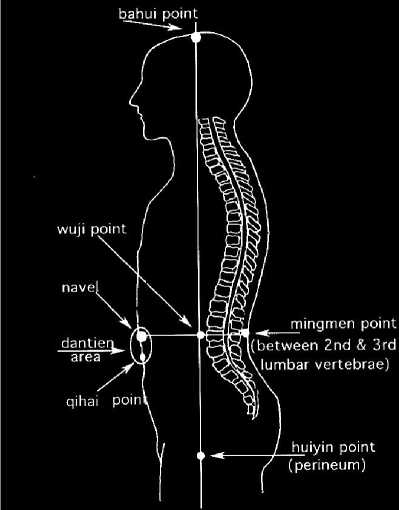 bahui point
wuji point
navel
mingmen point
(between 2nd & 3rd
lumbar vertebrae)
dantien
area
qihai point
huiyin point
(perineum)